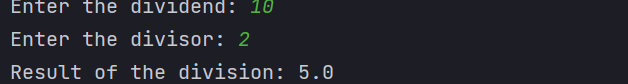 Enter the dividend: 10
Enter the divisor: 2
Result of the division: 5.0